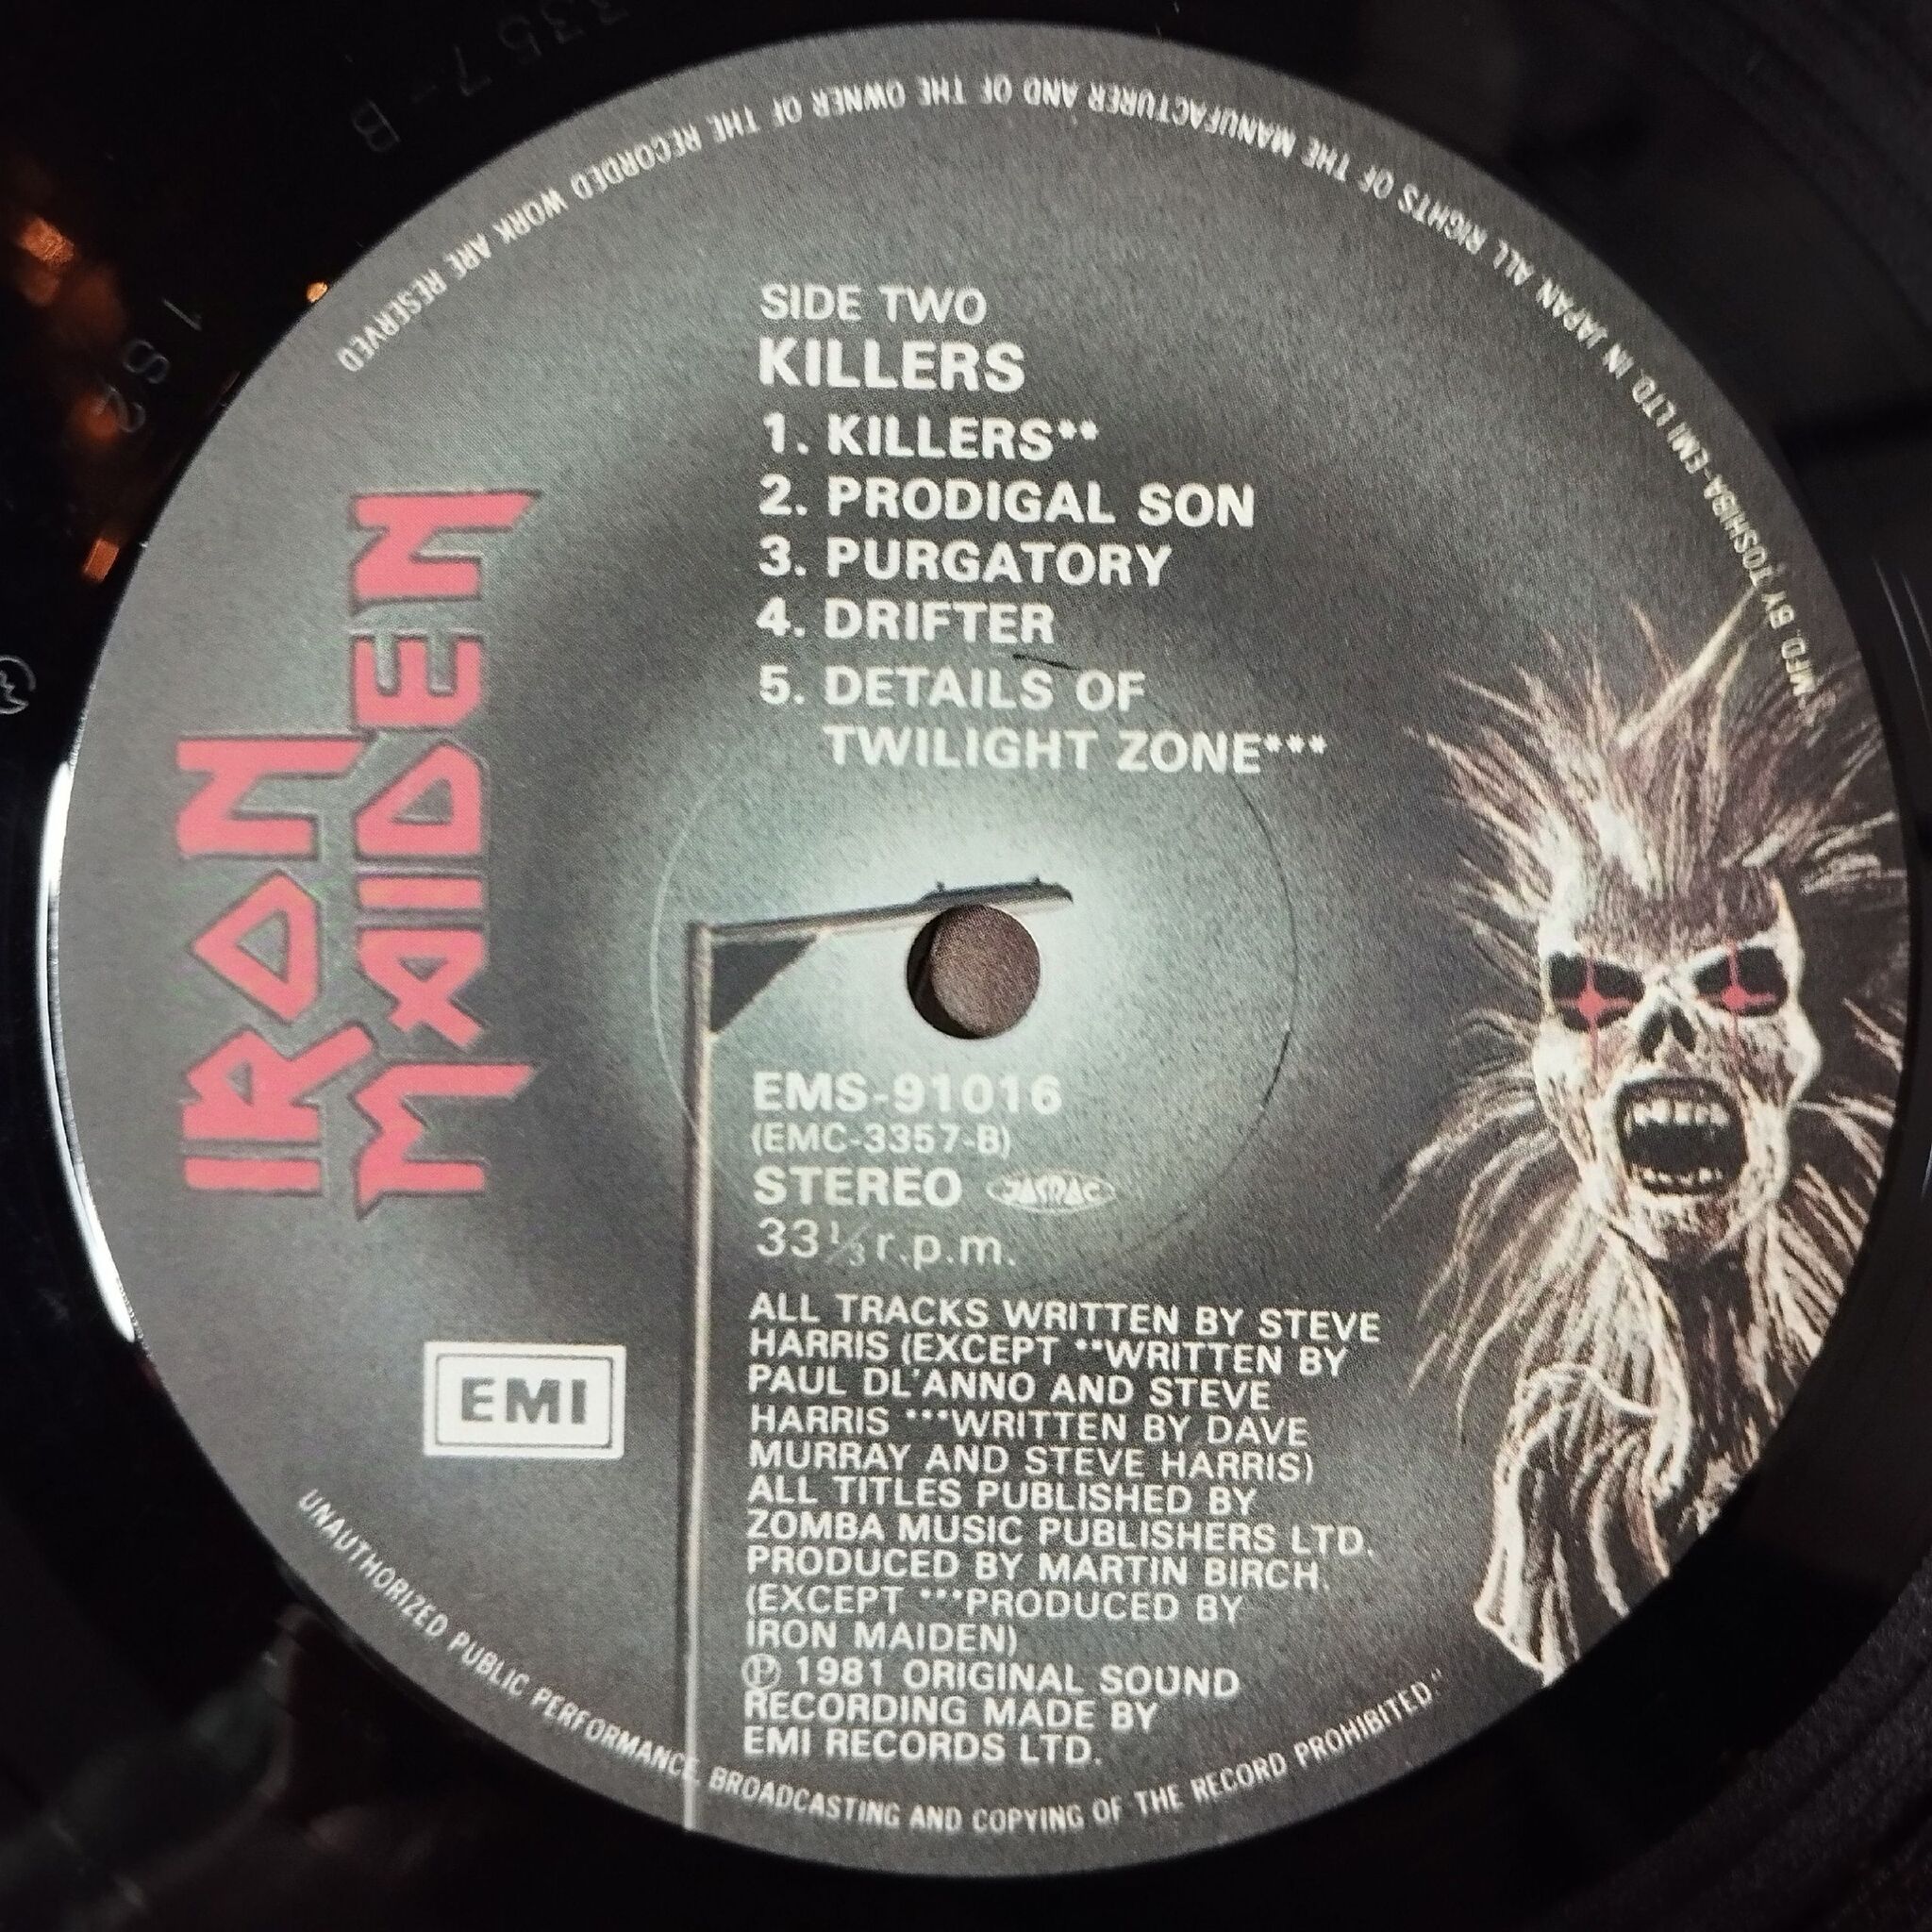 MFD. BY TOSHIBA-EMI LTD. IN JAPAN ALL RIGHTS OF THE MANUFACTURER AND OF THE OWNER OF THE RECORDED WORK ARE RESERVED
SIDE TWO
KILLERS
1. KILLERS**
2. PRODIGAL SON
3. PURGATORY
4. DRIFTER
5. DETAILS OF
TWILIGHT ZONE***
IRON
MAIDEN
EMS-91016
(EMC-3357-B)
STEREO JASRAC
33 1/3 r.p.m.
EMI
ALL TRACKS WRITTEN BY STEVE
HARRIS (EXCEPT **WRITTEN BY
PAUL DL'ANNO AND STEVE
HARRIS ***WRITTEN BY DAVE
MURRAY AND STEVE HARRIS)
ALL TITLES PUBLISHED BY
ZOMBA MUSIC PUBLISHERS LTD.
PRODUCED BY MARTIN BIRCH.
(EXCEPT ***PRODUCED BY
IRON MAIDEN)
Ⓟ 1981 ORIGINAL SOUND
RECORDING MADE BY
EMI RECORDS LTD.
UNAUTHORIZED PUBLIC PERFORMANCE, BROADCASTING AND COPYING OF THE RECORD PROHIBITED."
3357-B
1S2